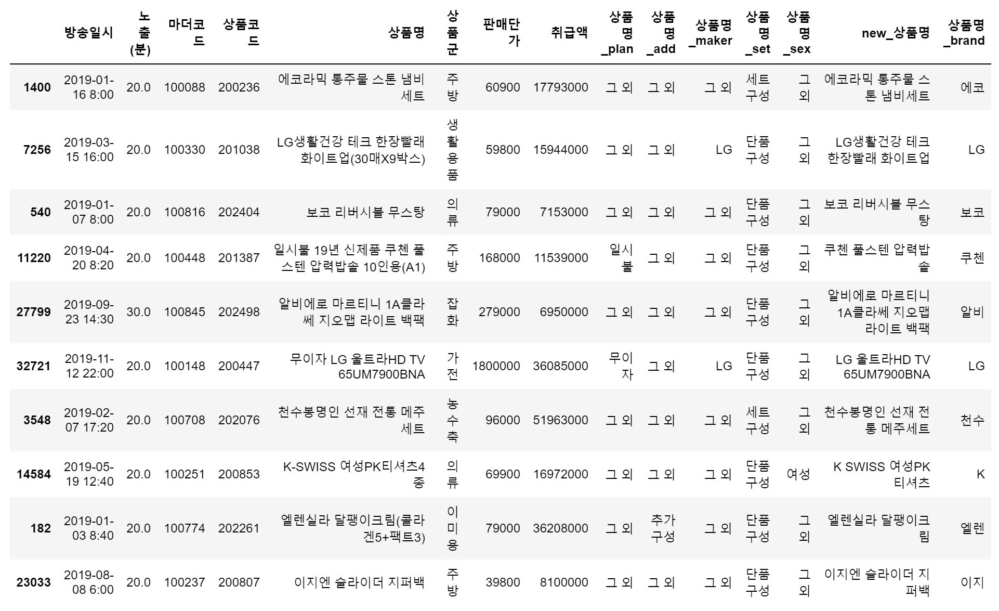 방송일시 노출(분) 마더코드 상품코드 상품명 상품군 판매단가 취급액 상품명_plan 상품명_add 상품명_maker 상품명_set 상품명_sex new_상품명 상품명_brand
1400 2019-01-16 8:00 20.0 100088 200236 에코라믹 통주물 스톤 냄비세트 주방 60900 17793000 그 외 그 외 그 외 세트구성 그 외 에코라믹 통주물 스톤 냄비세트 에코
7256 2019-03-15 16:00 20.0 100330 201038 LG생활건강 테크 한장빨래 화이트업(30매X9박스) 생활용품 59800 15944000 그 외 그 외 LG 단품구성 그 외 LG생활건강 테크 한장빨래 화이트업 LG
540 2019-01-07 8:00 20.0 100816 202404 보코 리버시블 무스탕 의류 79000 7153000 그 외 그 외 그 외 단품구성 그 외 보코 리버시블 무스탕 보코
11220 2019-04-20 8:20 20.0 100448 201387 일시불 19년 신제품 쿠첸 풀스텐 압력밥솥 10인용(A1) 주방 168000 11539000 일시불 그 외 그 외 단품구성 그 외 쿠첸 풀스텐 압력밥솥 쿠첸
27799 2019-09-23 14:30 30.0 100845 202498 알비에로 마르티니 1A클라쎄 지오맵 라이트 백팩 잡화 279000 6950000 그 외 그 외 그 외 단품구성 그 외 알비에로 마르티니 1A클라쎄 지오맵 라이트 백팩 알비
32721 2019-11-12 22:00 20.0 100148 200447 무이자 LG 울트라HD TV 65UM7900BNA 가전 1800000 36085000 무이자 그 외 LG 단품구성 그 외 LG 울트라HD TV 65UM7900BNA LG
3548 2019-02-07 17:20 20.0 100708 202076 천수봉명인 선재 전통 메주세트 농수축 96000 51963000 그 외 그 외 그 외 세트구성 그 외 천수봉명인 선재 전통 메주세트 천수
14584 2019-05-19 12:40 20.0 100251 200853 K-SWISS 여성PK티셔츠4종 의류 69900 16972000 그 외 그 외 그 외 단품구성 여성 K SWISS 여성PK티셔츠 K
182 2019-01-03 8:40 20.0 100774 202261 엘렌실라 달팽이크림(콜라겐5+팩트3) 이미용 79000 36208000 그 외 추가구성 그 외 단품구성 그 외 엘렌실라 달팽이크림 엘렌
23033 2019-08-08 6:00 20.0 100237 200807 이지엔 슬라이더 지퍼백 주방 39800 8100000 그 외 그 외 그 외 단품구성 그 외 이지엔 슬라이더 지퍼백 이지